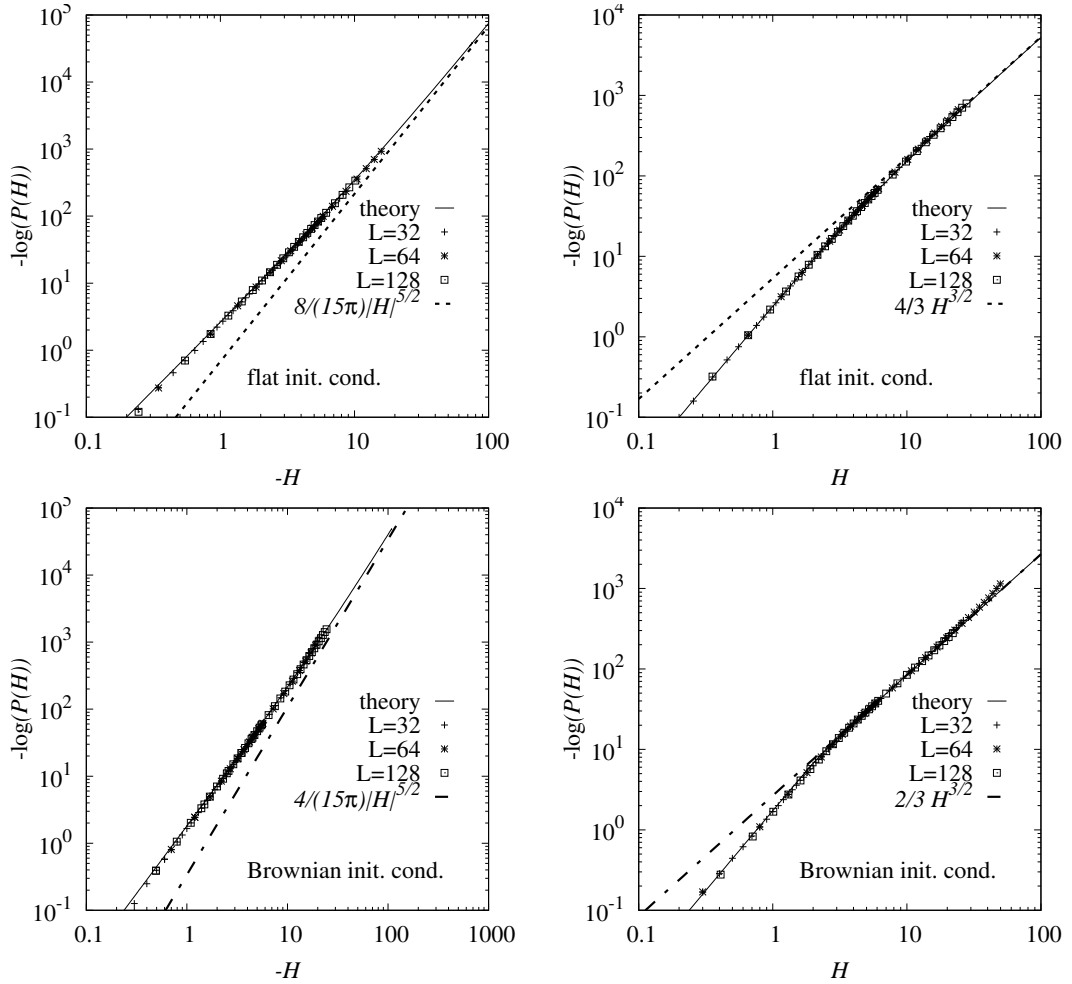 10^5
10^4
10^3
10^2
10^1
10^0
10^-1
-log(P(H))
theory
L=32
L=64
L=128
8/(15π)|H|^5/2
flat init. cond.
0.1 1 10 100
-H
10^4
10^3
10^2
10^1
10^0
10^-1
-log(P(H))
theory
L=32
L=64
L=128
4/3 H^3/2
flat init. cond.
0.1 1 10 100
H
10^5
10^4
10^3
10^2
10^1
10^0
10^-1
-log(P(H))
theory
L=32
L=64
L=128
4/(15π)|H|^5/2
Brownian init. cond.
0.1 1 10 100 1000
-H
10^4
10^3
10^2
10^1
10^0
10^-1
-log(P(H))
theory
L=32
L=64
L=128
2/3 H^3/2
Brownian init. cond.
0.1 1 10 100
H